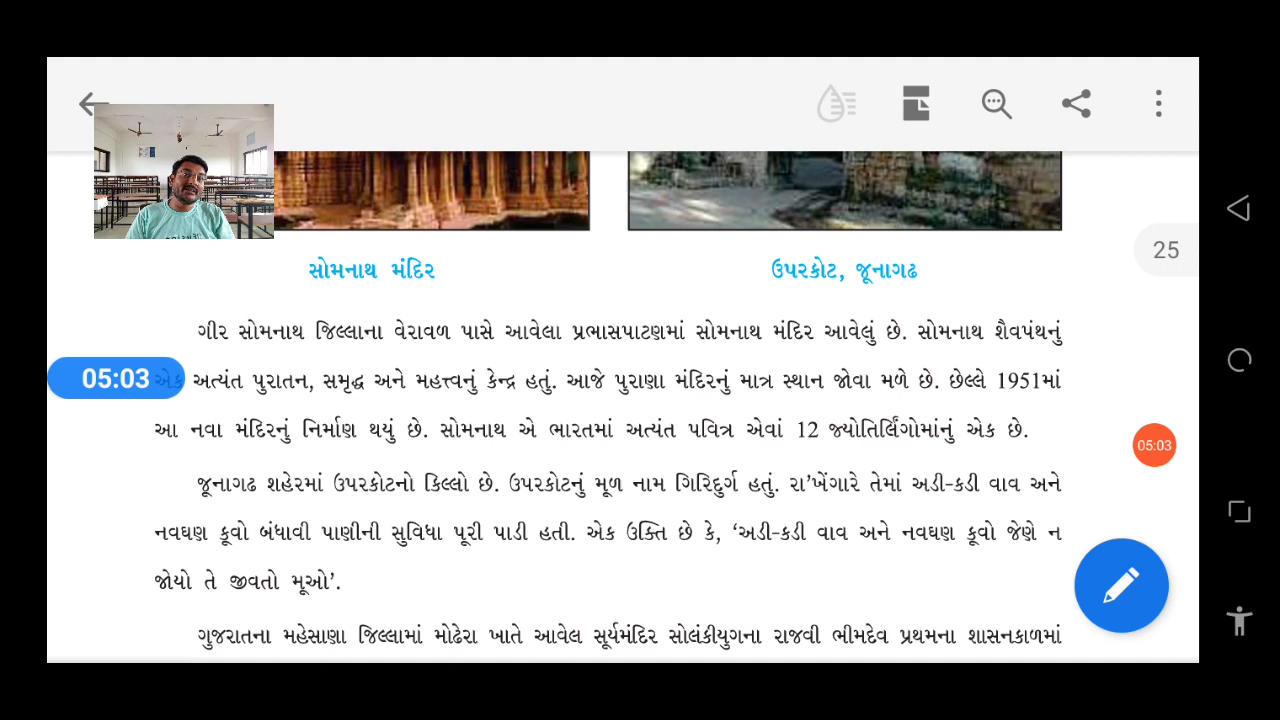 25
સોમનાથ મંદિર
ઉપરકોટ, જૂનાગઢ
ગીર સોમનાથ જિલ્લાના વેરાવળ પાસે આવેલા પ્રભાસપાટણમાં સોમનાથ મંદિર આવેલું છે. સોમનાથ શૈવપંથનું
05:03
એક અત્યંત પુરાતન, સમૃદ્ધ અને મહત્ત્વનું કેન્દ્ર હતું. આજે પુરાણા મંદિરનું માત્ર સ્થાન જોવા મળે છે. છેલ્લે 1951માં
આ નવા મંદિરનું નિર્માણ થયું છે. સોમનાથ એ ભારતમાં અત્યંત પવિત્ર એવાં 12 જ્યોતિર્લિંગોમાંનું એક છે.
05:03
જૂનાગઢ શહેરમાં ઉપરકોટનો કિલ્લો છે. ઉપરકોટનું મૂળ નામ ગિરિદુર્ગ હતું. રા'ખેંગારે તેમાં અડી-કડી વાવ અને
નવઘણ કૂવો બંધાવી પાણીની સુવિધા પૂરી પાડી હતી. એક ઉક્તિ છે કે, 'અડી-કડી વાવ અને નવઘણ કૂવો જેણે ન
જોયો તે જીવતો મૂઓ'.
ગુજરાતના મહેસાણા જિલ્લામાં મોઢેરા ખાતે આવેલ સૂર્યમંદિર સોલંકીયુગના રાજવી ભીમદેવ પ્રથમના શાસનકાળમાં